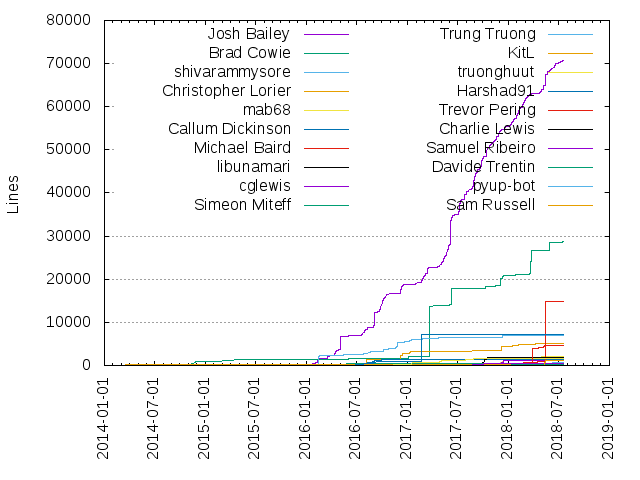 80000
70000
60000
50000
40000
30000
20000
10000
0
Lines
Josh Bailey
Brad Cowie
shivarammysore
Christopher Lorier
mab68
Callum Dickinson
Michael Baird
libunamari
cglewis
Simeon Miteff
Trung Truong
KitL
truonghuut
Harshad91
Trevor Pering
Charlie Lewis
Samuel Ribeiro
Davide Trentin
pyup-bot
Sam Russell
2014-01-01
2014-07-01
2015-01-01
2015-07-01
2016-01-01
2016-07-01
2017-01-01
2017-07-01
2018-01-01
2018-07-01
2019-01-01